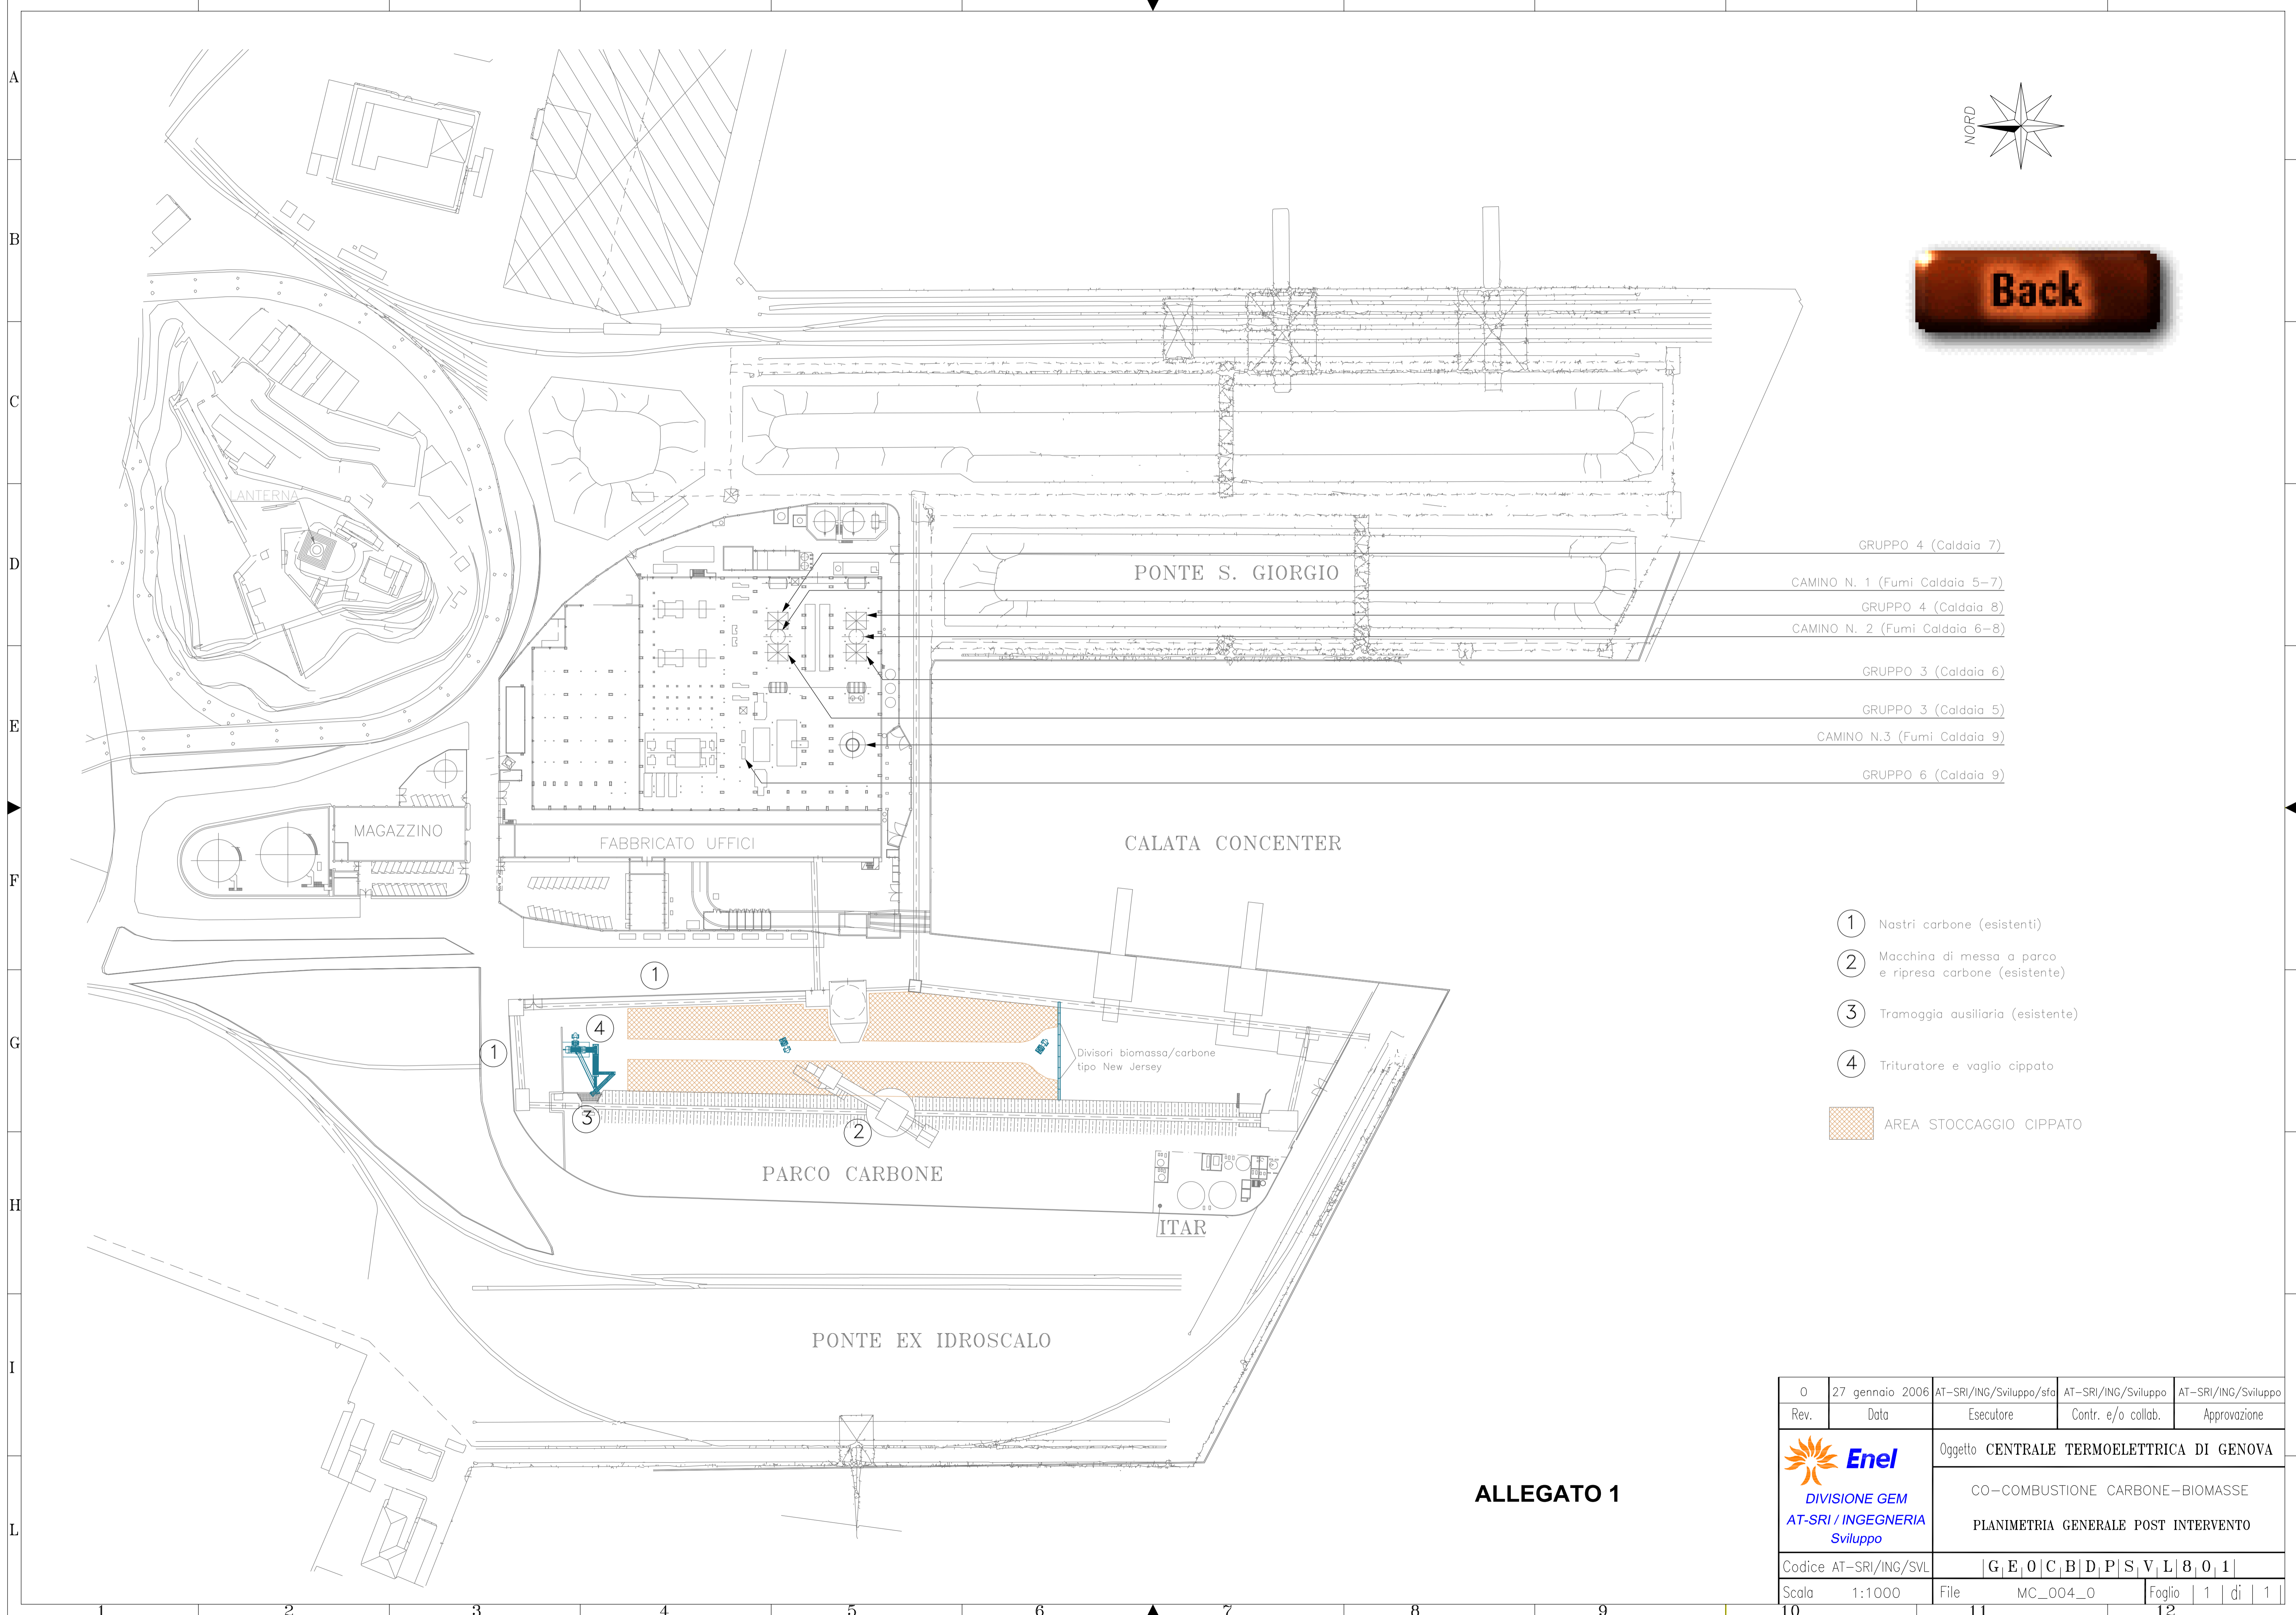 A
B
C
D
E
F
G
H
I
L
NORD
Back
LANTERNA
PONTE S. GIORGIO
GRUPPO 4 (Caldaia 7)
CAMINO N. 1 (Fumi Caldaia 5-7)
GRUPPO 4 (Caldaia 8)
CAMINO N. 2 (Fumi Caldaia 6-8)
GRUPPO 3 (Caldaia 6)
GRUPPO 3 (Caldaia 5)
CAMINO N.3 (Fumi Caldaia 9)
GRUPPO 6 (Caldaia 9)
MAGAZZINO
FABBRICATO UFFICI
CALATA CONCENTER
1 Nastri carbone (esistenti)
2 Macchina di messa a parco
e ripresa carbone (esistente)
3 Tramoggia ausiliaria (esistente)
4 Trituratore e vaglio cippato
AREA STOCCAGGIO CIPPATO
1
4
1
Divisori biomassa/carbone
tipo New Jersey
3
2
PARCO CARBONE
ITAR
PONTE EX IDROSCALO
ALLEGATO 1
0 27 gennaio 2006 AT-SRI/ING/Sviluppo/sfa AT-SRI/ING/Sviluppo AT-SRI/ING/Sviluppo
Rev. Data Esecutore Contr. e/o collab. Approvazione
Enel
DIVISIONE GEM
AT-SRI / INGEGNERIA
Sviluppo
Oggetto CENTRALE TERMOELETTRICA DI GENOVA
CO-COMBUSTIONE CARBONE-BIOMASSE
PLANIMETRIA GENERALE POST INTERVENTO
Codice AT-SRI/ING/SVL G E 0 C B D P S V L 8 0 1
Scala 1:1000 File MC_004_0 Foglio 1 di 1
1 2 3 4 5 6 7 8 9 10 11 12